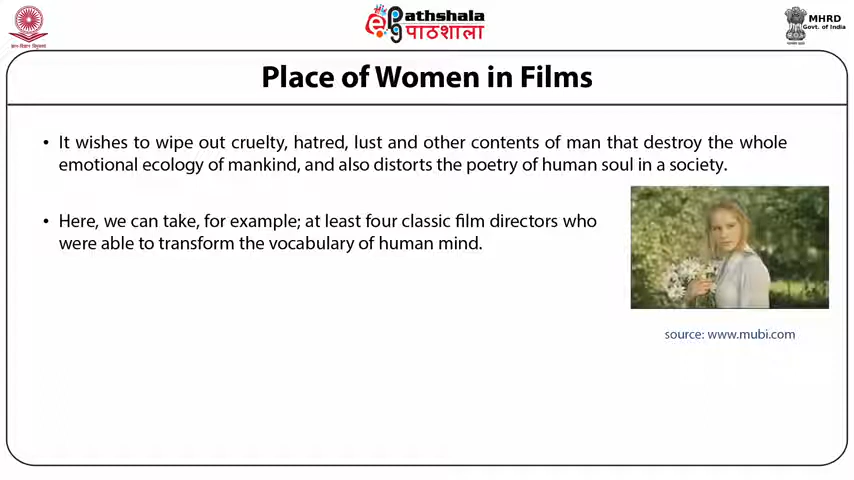 Pathshala
पाठशाला
MHRD
Govt. of India
Place of Women in Films
• It wishes to wipe out cruelty, hatred, lust and other contents of man that destroy the whole
emotional ecology of mankind, and also distorts the poetry of human soul in a society.
• Here, we can take, for example; at least four classic film directors who
were able to transform the vocabulary of human mind.
source: www.mubi.com